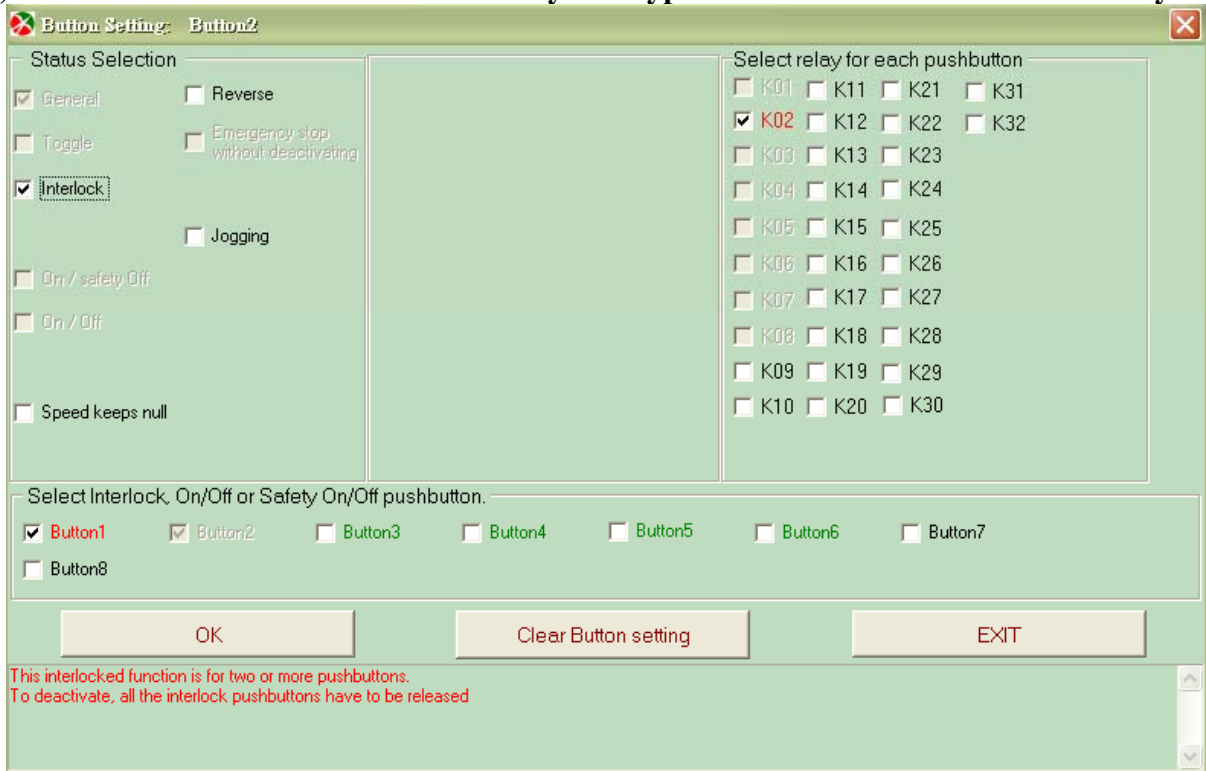 Button Setting: Button2
Status Selection
General
Reverse
Toggle
Emergency stop
without deactivating
Interlock
Jogging
On / safety Off
On / Off
Speed keeps null
Select relay for each pushbutton
K01 K11 K21 K31
K02 K12 K22 K32
K03 K13 K23
K04 K14 K24
K05 K15 K25
K06 K16 K26
K07 K17 K27
K08 K18 K28
K09 K19 K29
K10 K20 K30
Select Interlock, On/Off or Safety On/Off pushbutton.
Button1 Button2 Button3 Button4 Button5 Button6 Button7
Button8
OK Clear Button setting EXIT
This interlocked function is for two or more pushbuttons.
To deactivate, all the interlock pushbuttons have to be released